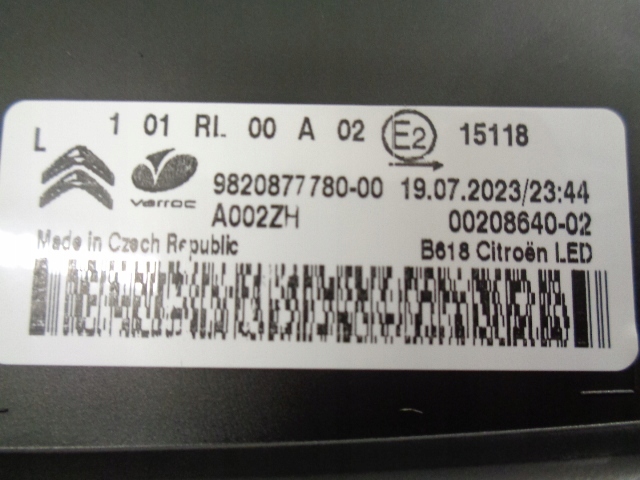 L 1 01 RL 00 A 02 E2 15118
varroc 9820877780-00 19.07.2023/23:44
A002ZH 00208640-02
Made in Czech Republic B618 Citroën LED